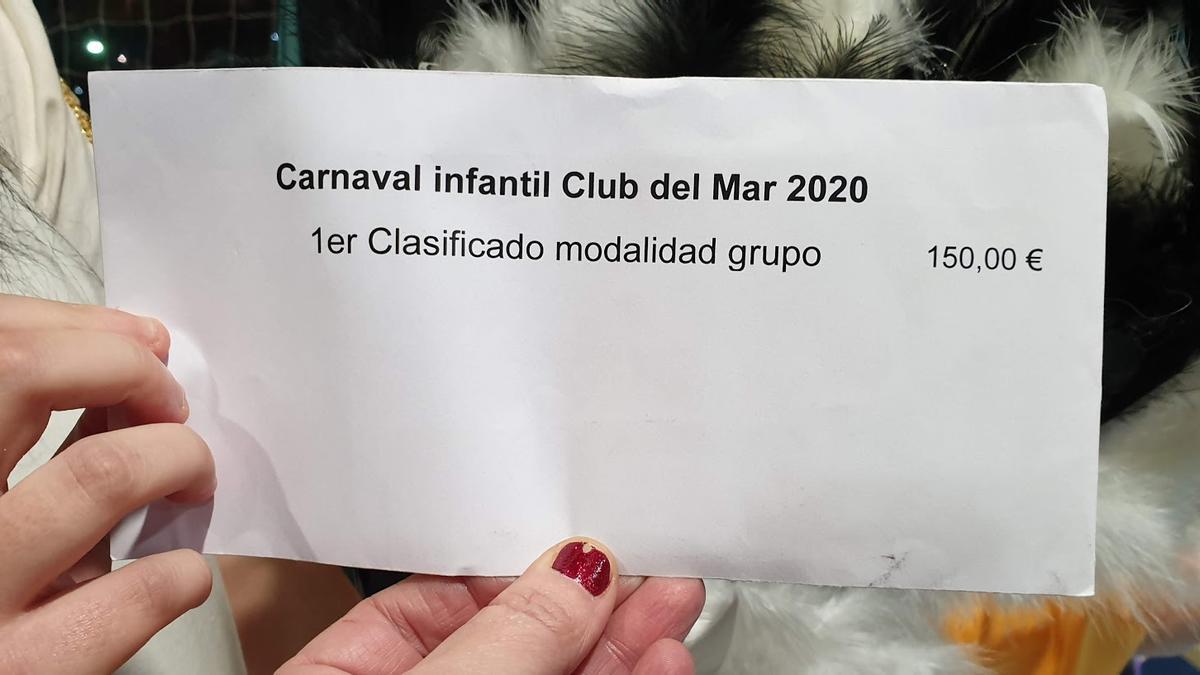 Carnaval infantil Club del Mar 2020
1er Clasificado modalidad grupo 150,00 €